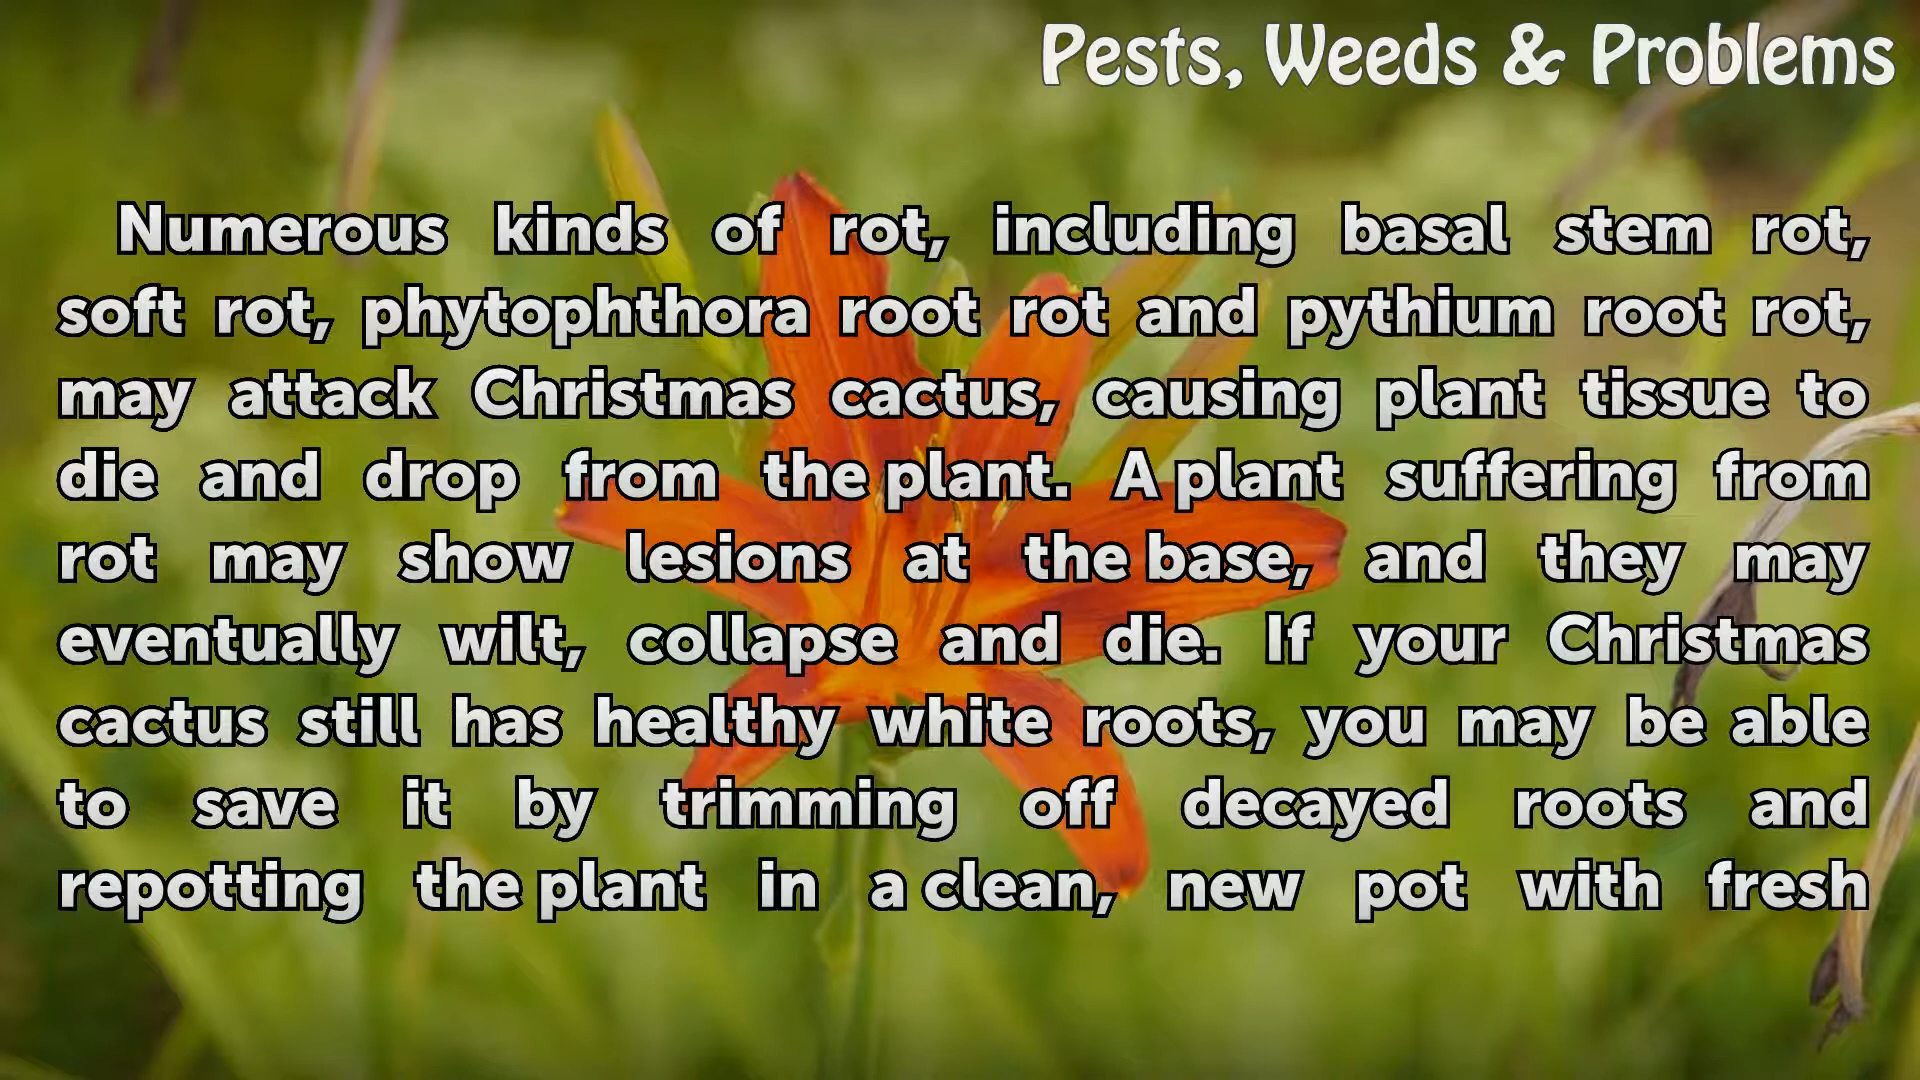 Pests, Weeds & Problems
Numerous kinds of rot, including basal stem rot,
soft rot, phytophthora root rot and pythium root rot,
may attack Christmas cactus, causing plant tissue to
die and drop from the plant. A plant suffering from
rot may show lesions at the base, and they may
eventually wilt, collapse and die. If your Christmas
cactus still has healthy white roots, you may be able
to save it by trimming off decayed roots and
repotting the plant in a clean, new pot with fresh